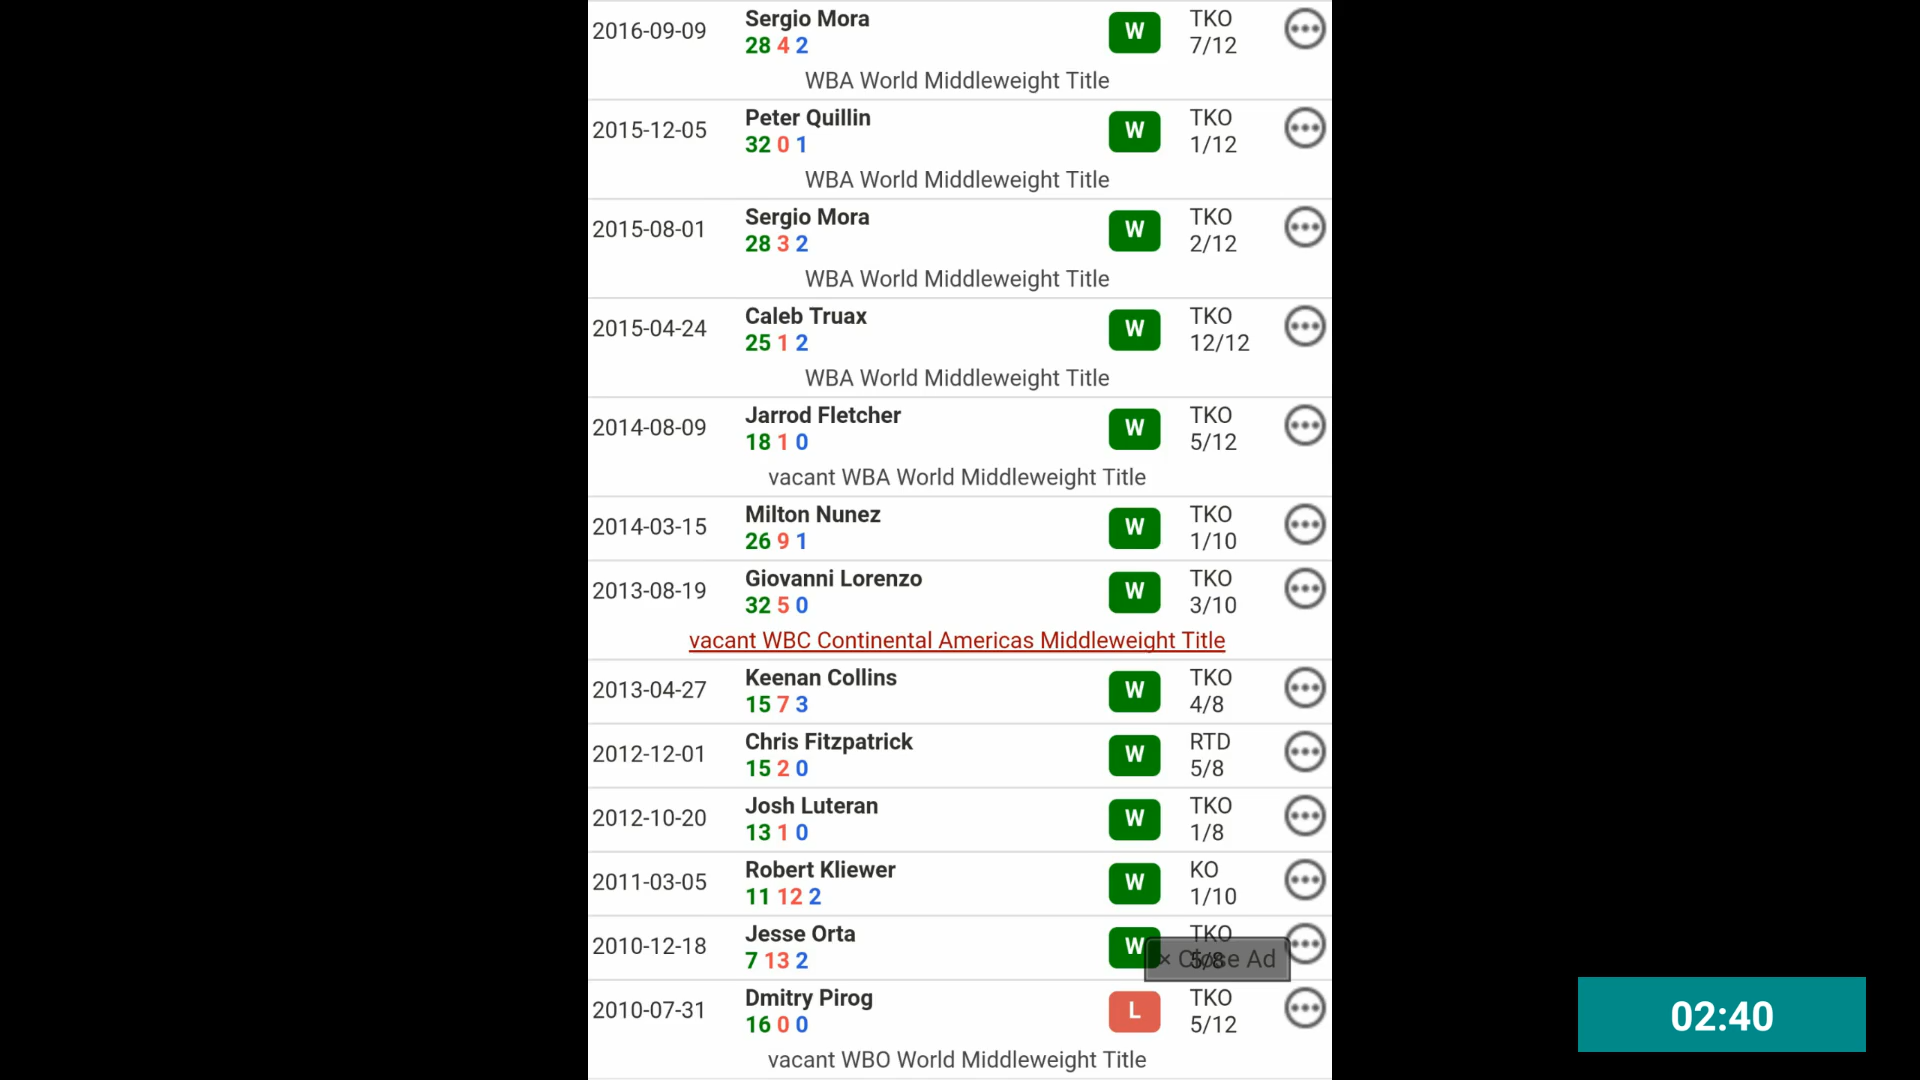 2016-09-09 Sergio Mora W TKO
28 4 2 7/12
WBA World Middleweight Title
2015-12-05 Peter Quillin W TKO
32 0 1 1/12
WBA World Middleweight Title
2015-08-01 Sergio Mora W TKO
28 3 2 2/12
WBA World Middleweight Title
2015-04-24 Caleb Truax W TKO
25 1 2 12/12
WBA World Middleweight Title
2014-08-09 Jarrod Fletcher W TKO
18 1 0 5/12
vacant WBA World Middleweight Title
2014-03-15 Milton Nunez W TKO
26 9 1 1/10
2013-08-19 Giovanni Lorenzo W TKO
32 5 0 3/10
vacant WBC Continental Americas Middleweight Title
2013-04-27 Keenan Collins W TKO
15 7 3 4/8
2012-12-01 Chris Fitzpatrick W RTD
15 2 0 5/8
2012-10-20 Josh Luteran W TKO
13 1 0 1/8
2011-03-05 Robert Kliewer W KO
11 12 2 1/10
2010-12-18 Jesse Orta W TKO
7 13 2 5/8
× Close Ad
2010-07-31 Dmitry Pirog L TKO
16 0 0 5/12
vacant WBO World Middleweight Title
02:40